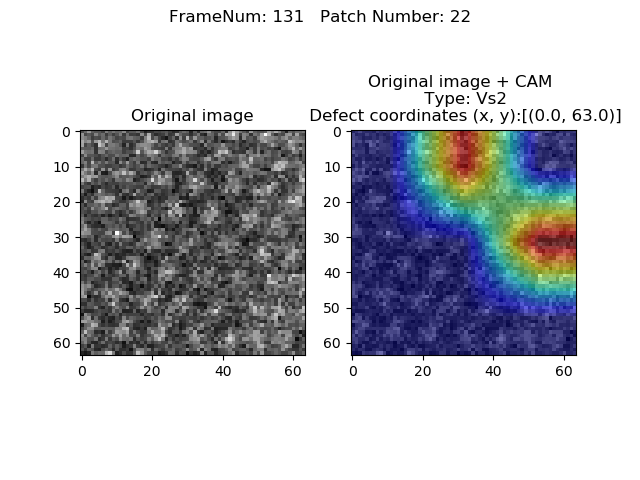 FrameNum: 131   Patch Number: 22
Original image
Original image + CAM
Type: Vs2
Defect coordinates (x, y):[(0.0, 63.0)]
0
10
20
30
40
50
60
0 20 40 60
0
10
20
30
40
50
60
0 20 40 60